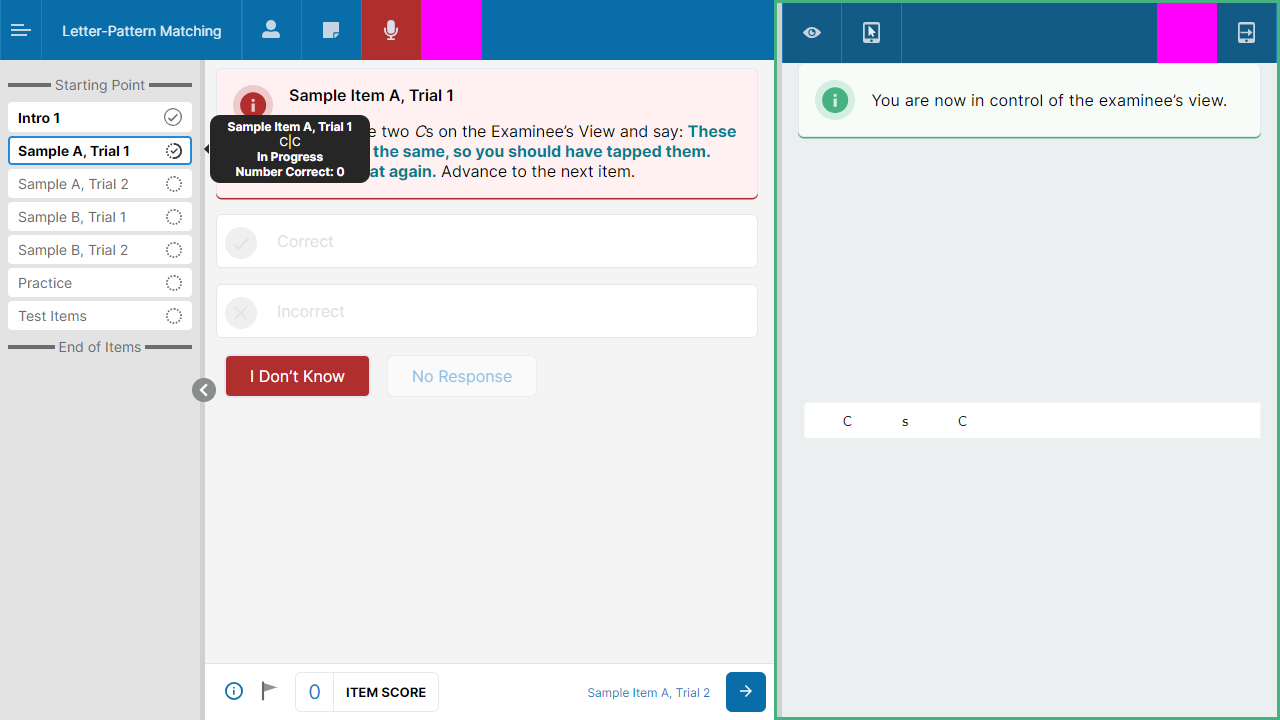 Letter-Pattern Matching
Starting Point
Intro 1
Sample A, Trial 1
Sample A, Trial 2
Sample B, Trial 1
Sample B, Trial 2
Practice
Test Items
End of Items
Sample Item A, Trial 1
C|C
In Progress
Number Correct: 0
Sample Item A, Trial 1
two Cs on the Examinee's View and say: These
the same, so you should have tapped them.
again. Advance to the next item.
Correct
Incorrect
I Don't Know
No Response
0 ITEM SCORE
Sample Item A, Trial 2
You are now in control of the examinee's view.
C s C